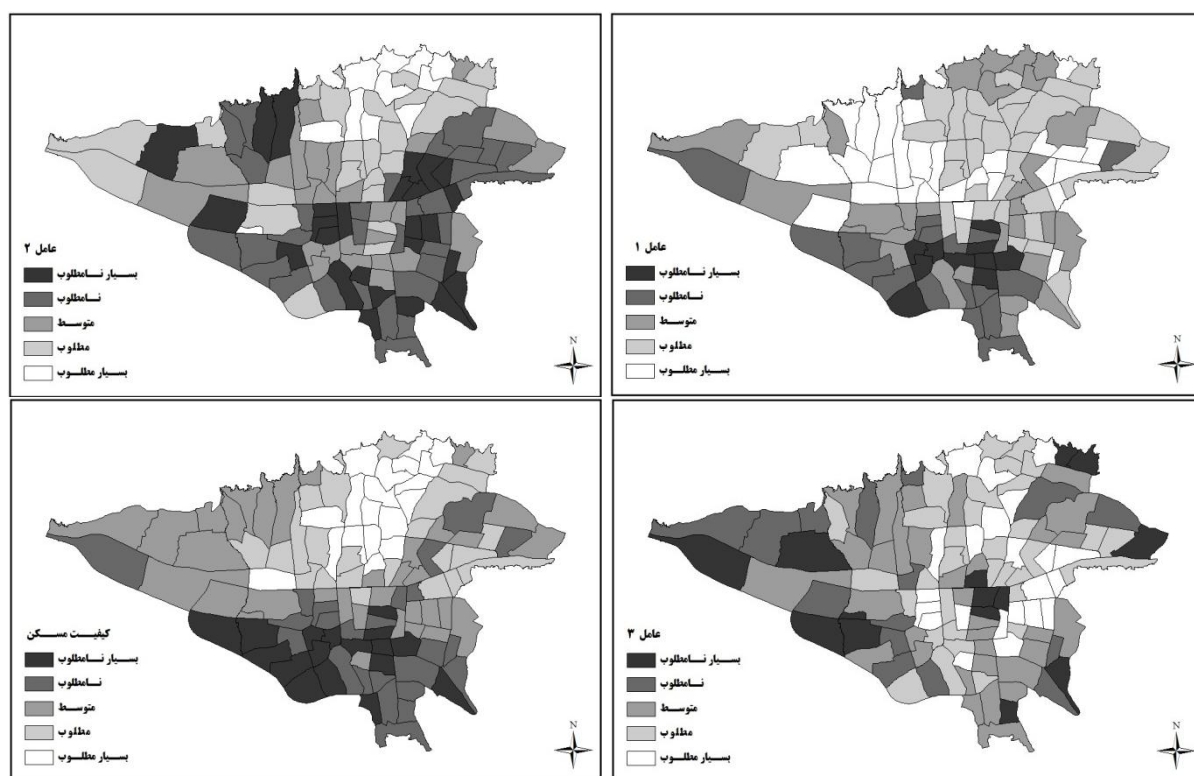 عامل ۱
بسیار نامطلوب
نامطلوب
متوسط
مطلوب
بسیار مطلوب
N
عامل ۲
بسیار نامطلوب
نامطلوب
متوسط
مطلوب
بسیار مطلوب
N
عامل ۳
بسیار نامطلوب
نامطلوب
متوسط
مطلوب
بسیار مطلوب
N
کیفیت مسکن
بسیار نامطلوب
نامطلوب
متوسط
مطلوب
بسیار مطلوب
N